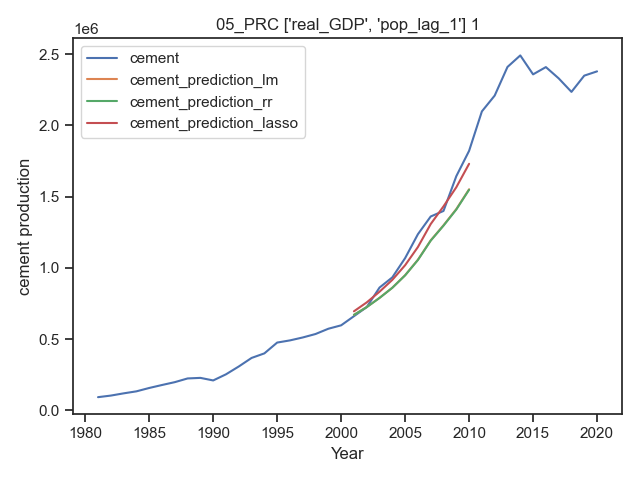 05_PRC ['real_GDP', 'pop_lag_1'] 1
1e6
cement
cement_prediction_lm
cement_prediction_rr
cement_prediction_lasso
2.5
2.0
1.5
1.0
0.5
0.0
cement production
1980 1985 1990 1995 2000 2005 2010 2015 2020
Year